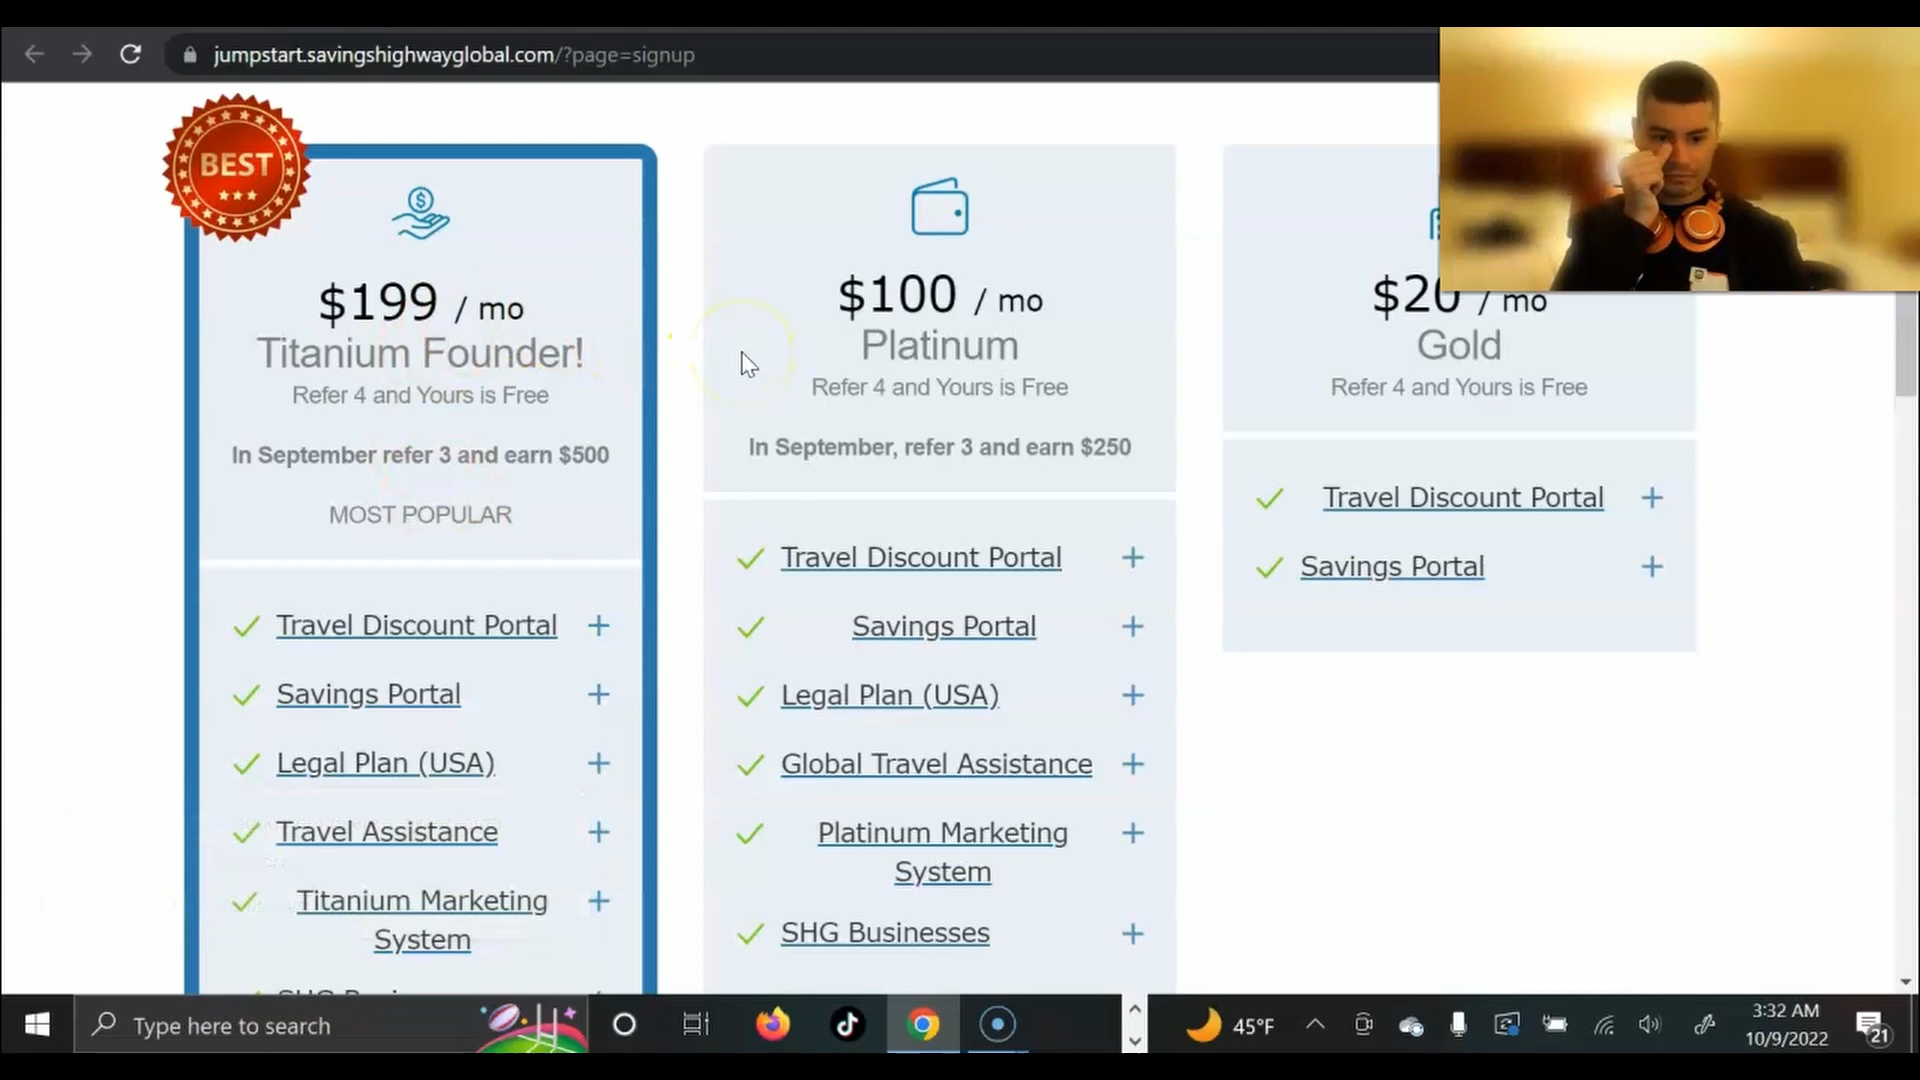 jumpstart.savingshighwayglobal.com/?page=signup
BEST
$199 / mo
Titanium Founder!
Refer 4 and Yours is Free
In September refer 3 and earn $500
MOST POPULAR
Travel Discount Portal
Savings Portal
Legal Plan (USA)
Travel Assistance
Titanium Marketing
System
$100 / mo
Platinum
Refer 4 and Yours is Free
In September, refer 3 and earn $250
Travel Discount Portal
Savings Portal
Legal Plan (USA)
Global Travel Assistance
Platinum Marketing
System
SHG Businesses
$20 / mo
Gold
Refer 4 and Yours is Free
Travel Discount Portal
Savings Portal
Type here to search
45°F
3:32 AM
10/9/2022
21